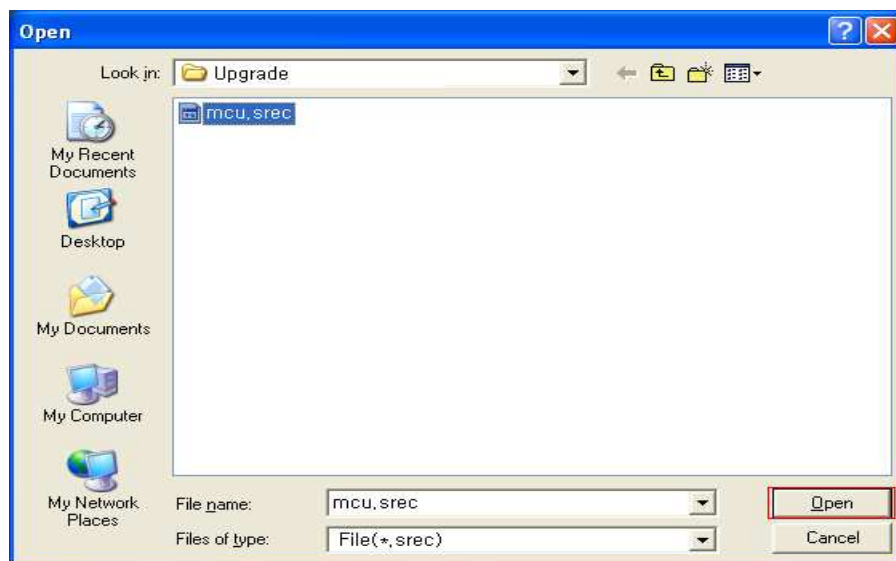 Open
Look in:
Upgrade
mcu.srec
My Recent
Documents
Desktop
My Documents
My Computer
My Network
Places
File name:
mcu.srec
Open
Files of type:
File(*.srec)
Cancel